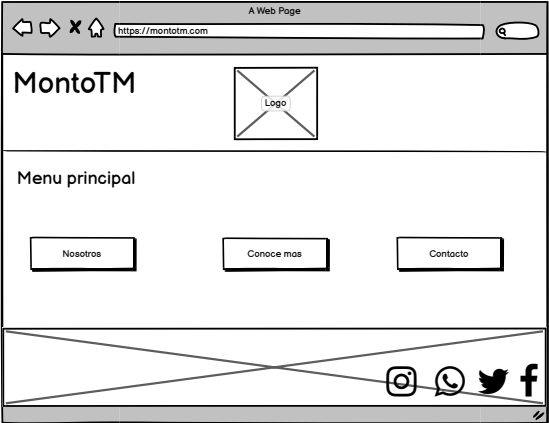 A Web Page
https://montotm.com
MontoTM
Logo
Menu principal
Nosotros
Conoce mas
Contacto